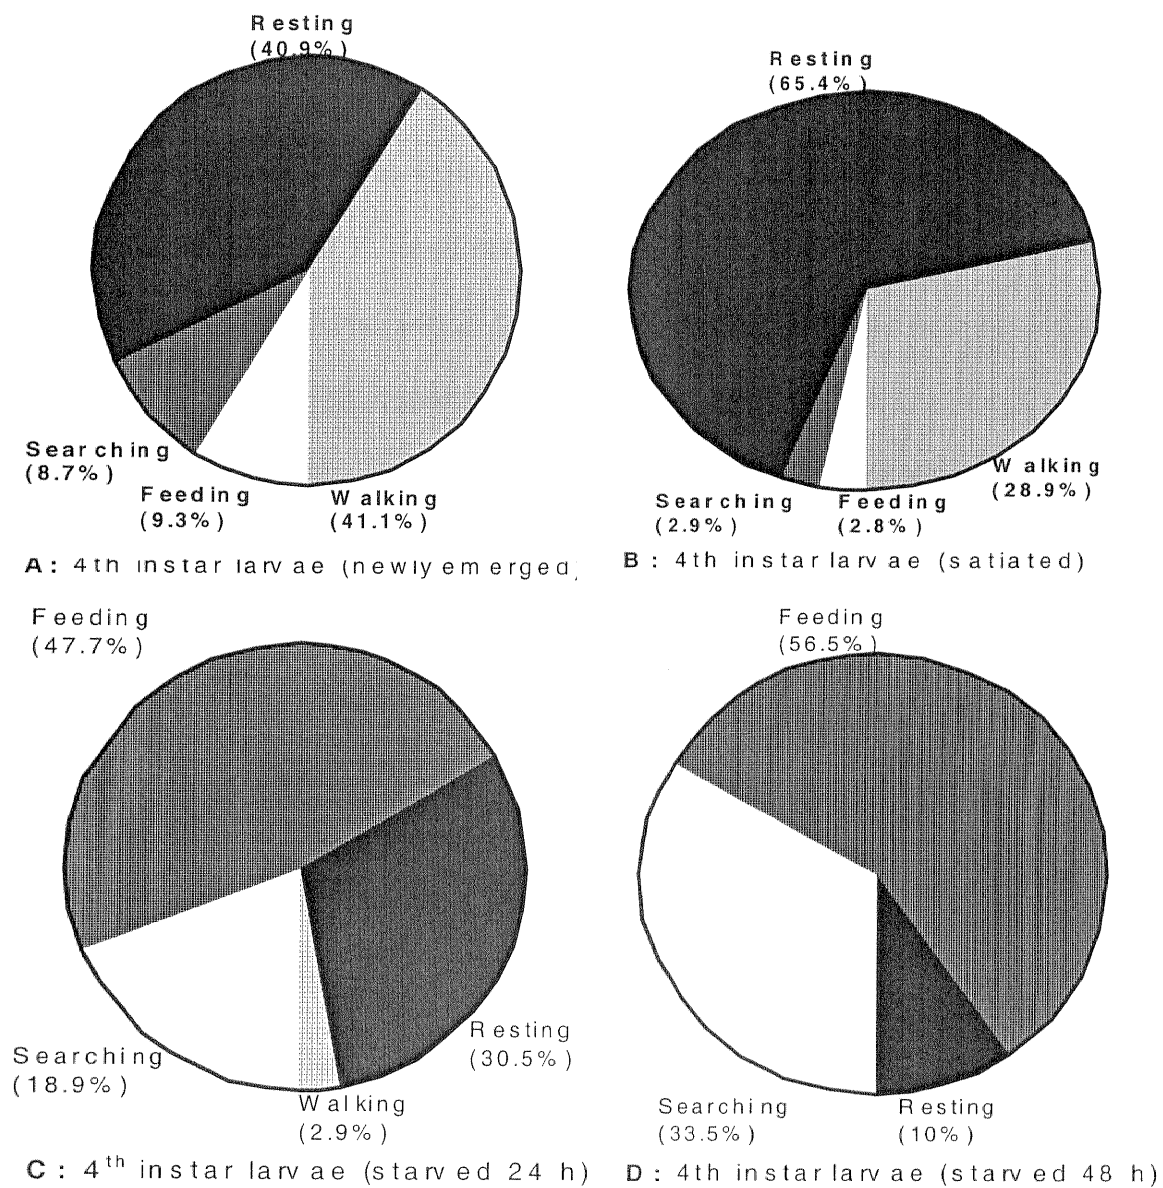 Resting
(40.9%)
Searching
(8.7%)
Feeding
(9.3%)
Walking
(41.1%)
A: 4th instar larvae (newly emerged)
Resting
(65.4%)
Searching
(2.9%)
Feeding
(2.8%)
Walking
(28.9%)
B: 4th instar larvae (satiated)
Feeding
(47.7%)
Searching
(18.9%)
Walking
(2.9%)
Resting
(30.5%)
C: 4th instar larvae (starved 24 h)
Feeding
(56.5%)
Searching
(33.5%)
Resting
(10%)
D: 4th instar larvae (starved 48 h)